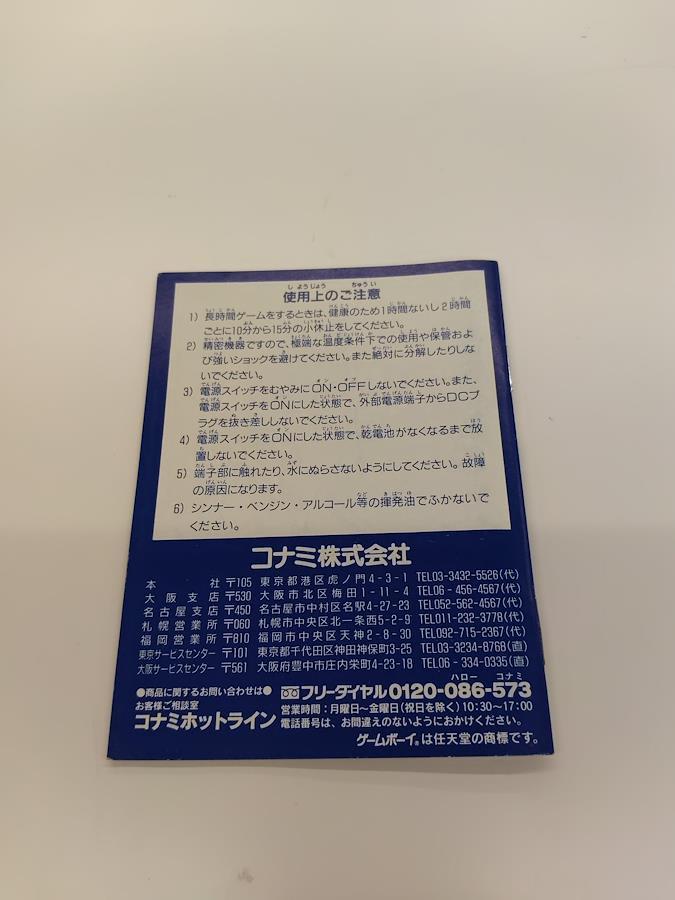 使用上のご注意
1) 長時間ゲームをするときは、健康のため1時間ないし2時間
ごとに10分から15分の小休止をしてください。
2) 精密機器ですので、極端な温度条件下での使用や保管およ
び強いショックを避けてください。また絶対に分解したりしな
いでください。
3) 電源スイッチをむやみにON・OFFしないでください。また、
電源スイッチをONにした状態で、外部電源端子からDCプ
ラグを抜き差ししないでください。
4) 電源スイッチをONにした状態で、乾電池がなくなるまで放
置しないでください。
5) 端子部に触れたり、水にぬらさないようにしてください。故障
の原因になります。
6) シンナー・ベンジン・アルコール等の揮発油でふかないで
ください。
コナミ株式会社
本社 〒105 東京都港区虎ノ門4-3-1 TEL03-3432-5526(代)
大阪支店 〒530 大阪市北区梅田1-11-4 TEL06-456-4567(代)
名古屋支店 〒450 名古屋市中村区名駅4-27-23 TEL052-562-4567(代)
札幌営業所 〒060 札幌市中央区北一条西5-2-9 TEL011-232-3778(代)
福岡営業所 〒810 福岡市中央区天神2-8-30 TEL092-715-2367(代)
東京サービスセンター 〒101 東京都千代田区神田神保町3-25 TEL03-3234-8768(直)
大阪サービスセンター 〒561 大阪府豊中市庄内栄町4-23-18 TEL06-334-0335(直)
●商品に関するお問い合わせは●
お客様ご相談室
コナミホットライン
ハロー コナミ
フリーダイヤル0120-086-573
営業時間：月曜日～金曜日(祝日を除く)10:30～17:00
電話番号は、お間違えのないようにおかけください。
ゲームボーイ®は任天堂の商標です。